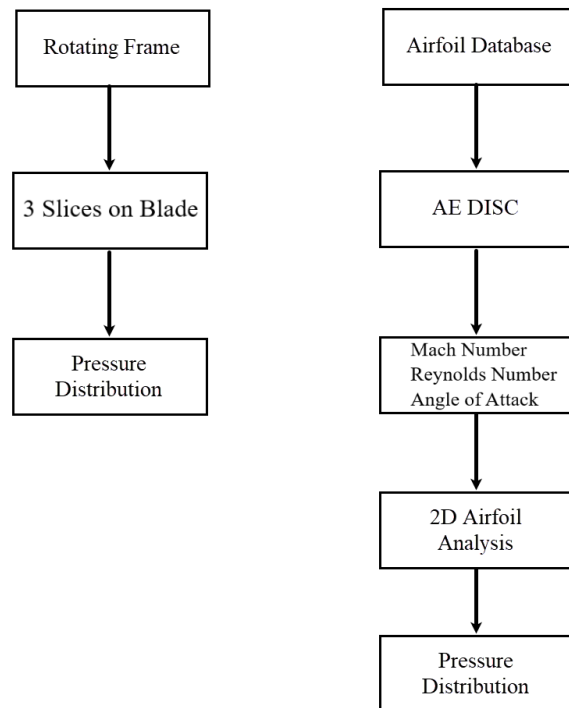 Rotating Frame
3 Slices on Blade
Pressure
Distribution
Airfoil Database
AE DISC
Mach Number
Reynolds Number
Angle of Attack
2D Airfoil
Analysis
Pressure
Distribution